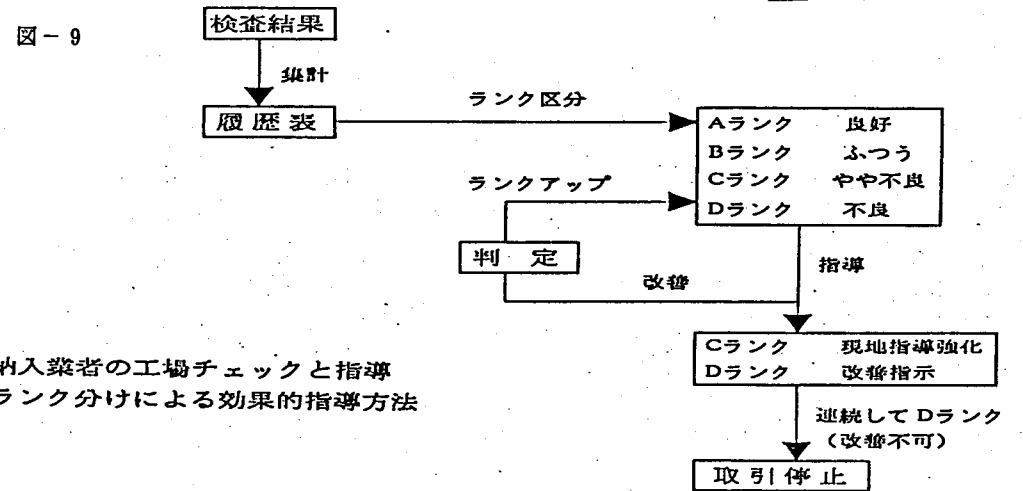 図－9
検査結果
集計
履歴表
ランク区分
Aランク 良好
Bランク ふつう
Cランク やや不良
Dランク 不良
ランクアップ
判 定
改善
指導
Cランク 現地指導強化
Dランク 改善指示
納入業者の工場チェックと指導
ランク分けによる効果的指導方法
連続してDランク
（改善不可）
取引停止